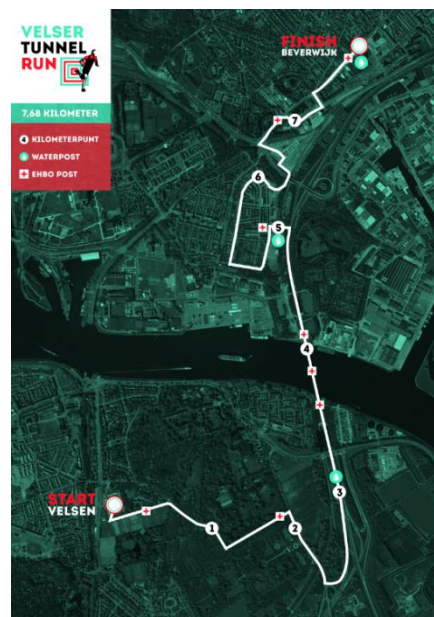 VELSER
TUNNEL
RUN
7,68 KILOMETER
4 KILOMETERPUNT
WATERPOST
EHBO POST
FINISH
BEVERWIJK
7
6
5
4
3
START
VELSEN
1
2